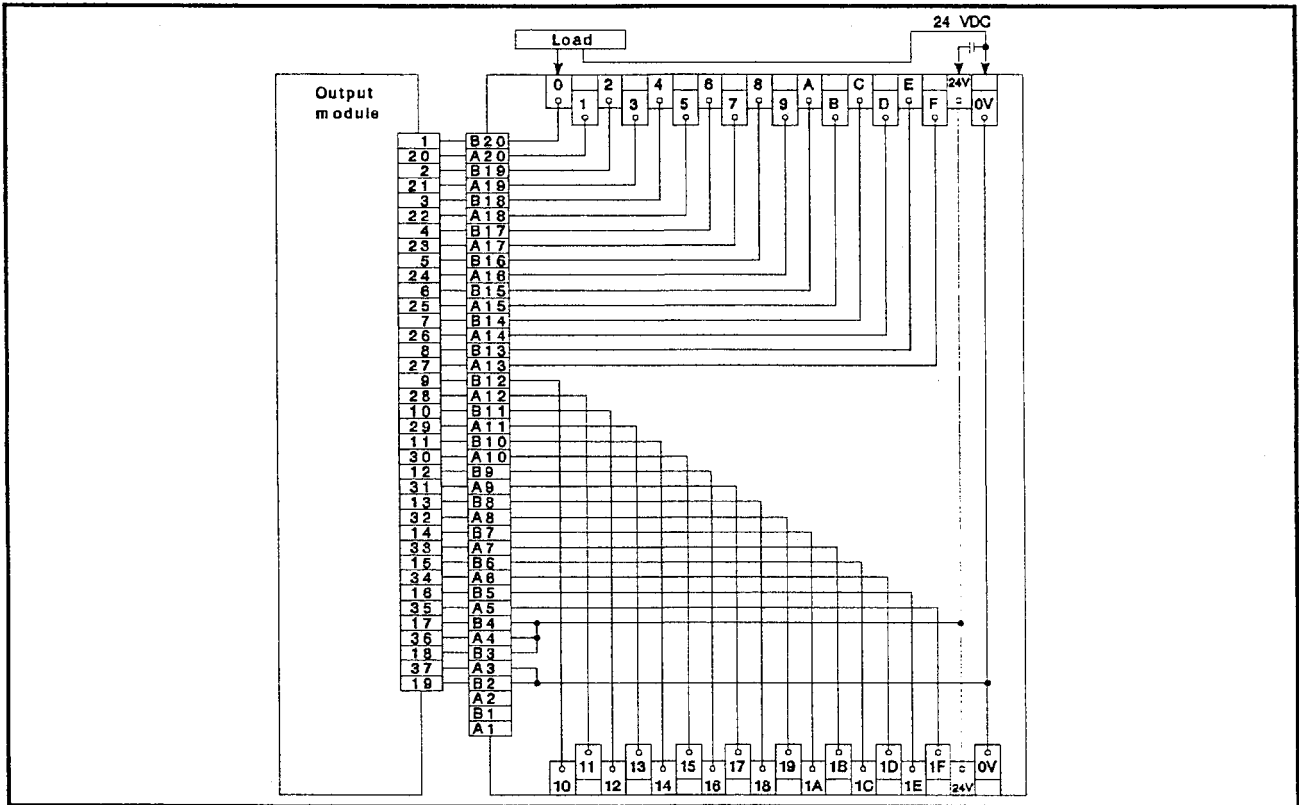 24 VDC
Load
Output
module
0 2 4 6 8 A C E 24V
1 3 5 7 9 B D F 0V
1 B20
20 A20
2 B19
21 A19
3 B18
22 A18
4 B17
23 A17
5 B16
24 A16
6 B15
25 A15
7 B14
26 A14
8 B13
27 A13
9 B12
28 A12
10 B11
29 A11
11 B10
30 A10
12 B9
31 A9
13 B8
32 A8
14 B7
33 A7
15 B6
34 A6
16 B5
35 A5
17 B4
36 A4
18 B3
37 A3
19 B2
A2
B1
A1
11 13 15 17 19 1B 1D 1F 0V
10 12 14 16 18 1A 1C 1E 24V